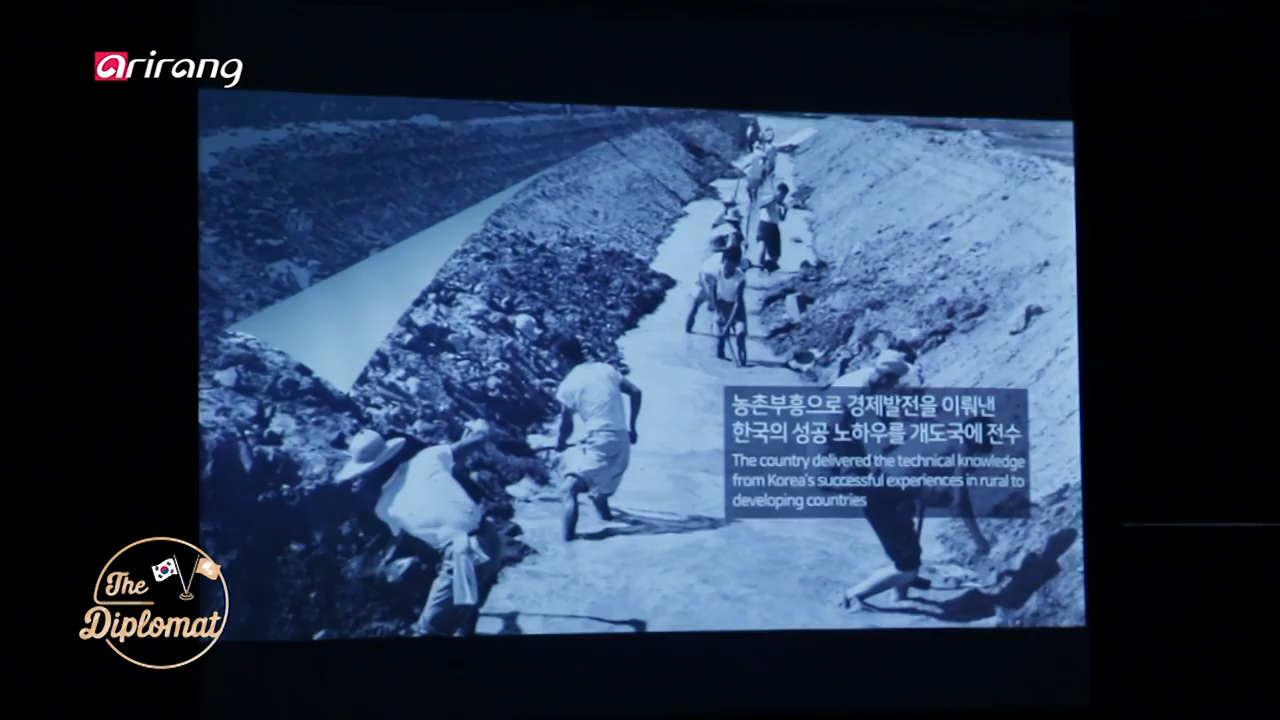 arirang
농촌부흥으로 경제발전을 이뤄낸
한국의 성공 노하우를 개도국에 전수
The country delivered the technical knowledge
from Korea's successful experiences in rural to
developing countries
The
Diplomat